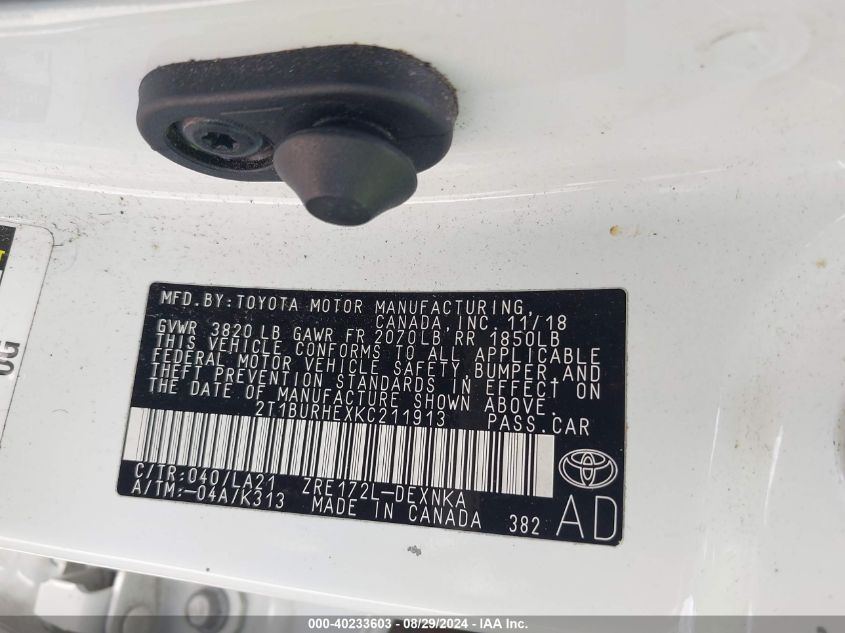 MFD.BY:TOYOTA MOTOR MANUFACTURING,
CANADA,INC. 11/18
GVWR 3820 LB GAWR FR 2070LB RR 1850LB
THIS VEHICLE CONFORMS TO ALL APPLICABLE
FEDERAL MOTOR VEHICLE SAFETY, BUMPER AND
THEFT PREVENTION STANDARDS IN EFFECT ON
THE DATE OF MANUFACTURE SHOWN ABOVE.
2T1BURHEXKC211913 PASS.CAR
C/TR:040/LA21 ZRE172L-DEXNKA
A/TM:-04A/K313 MADE IN CANADA 382 AD
000-40233603 - 08/29/2024 - IAA Inc.